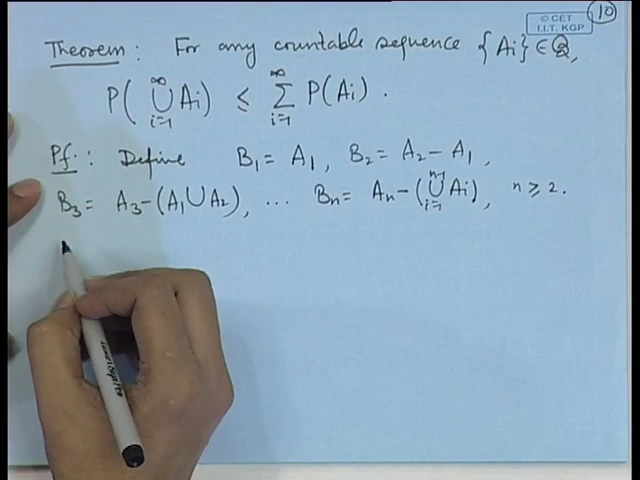 © CET
I.I.T. KGP
10
Theorem : For any countable sequence {Ai} ∈ Q,
P( ∞⋃i=1 Ai) ≤ ∞∑i=1 P(Ai) .
Pf. : Define B1 = A1 , B2 = A2 − A1 ,
B3 = A3 − (A1 ∪ A2) , ... Bn = An − ( n-1⋃i=1 Ai) , n ≥ 2 .